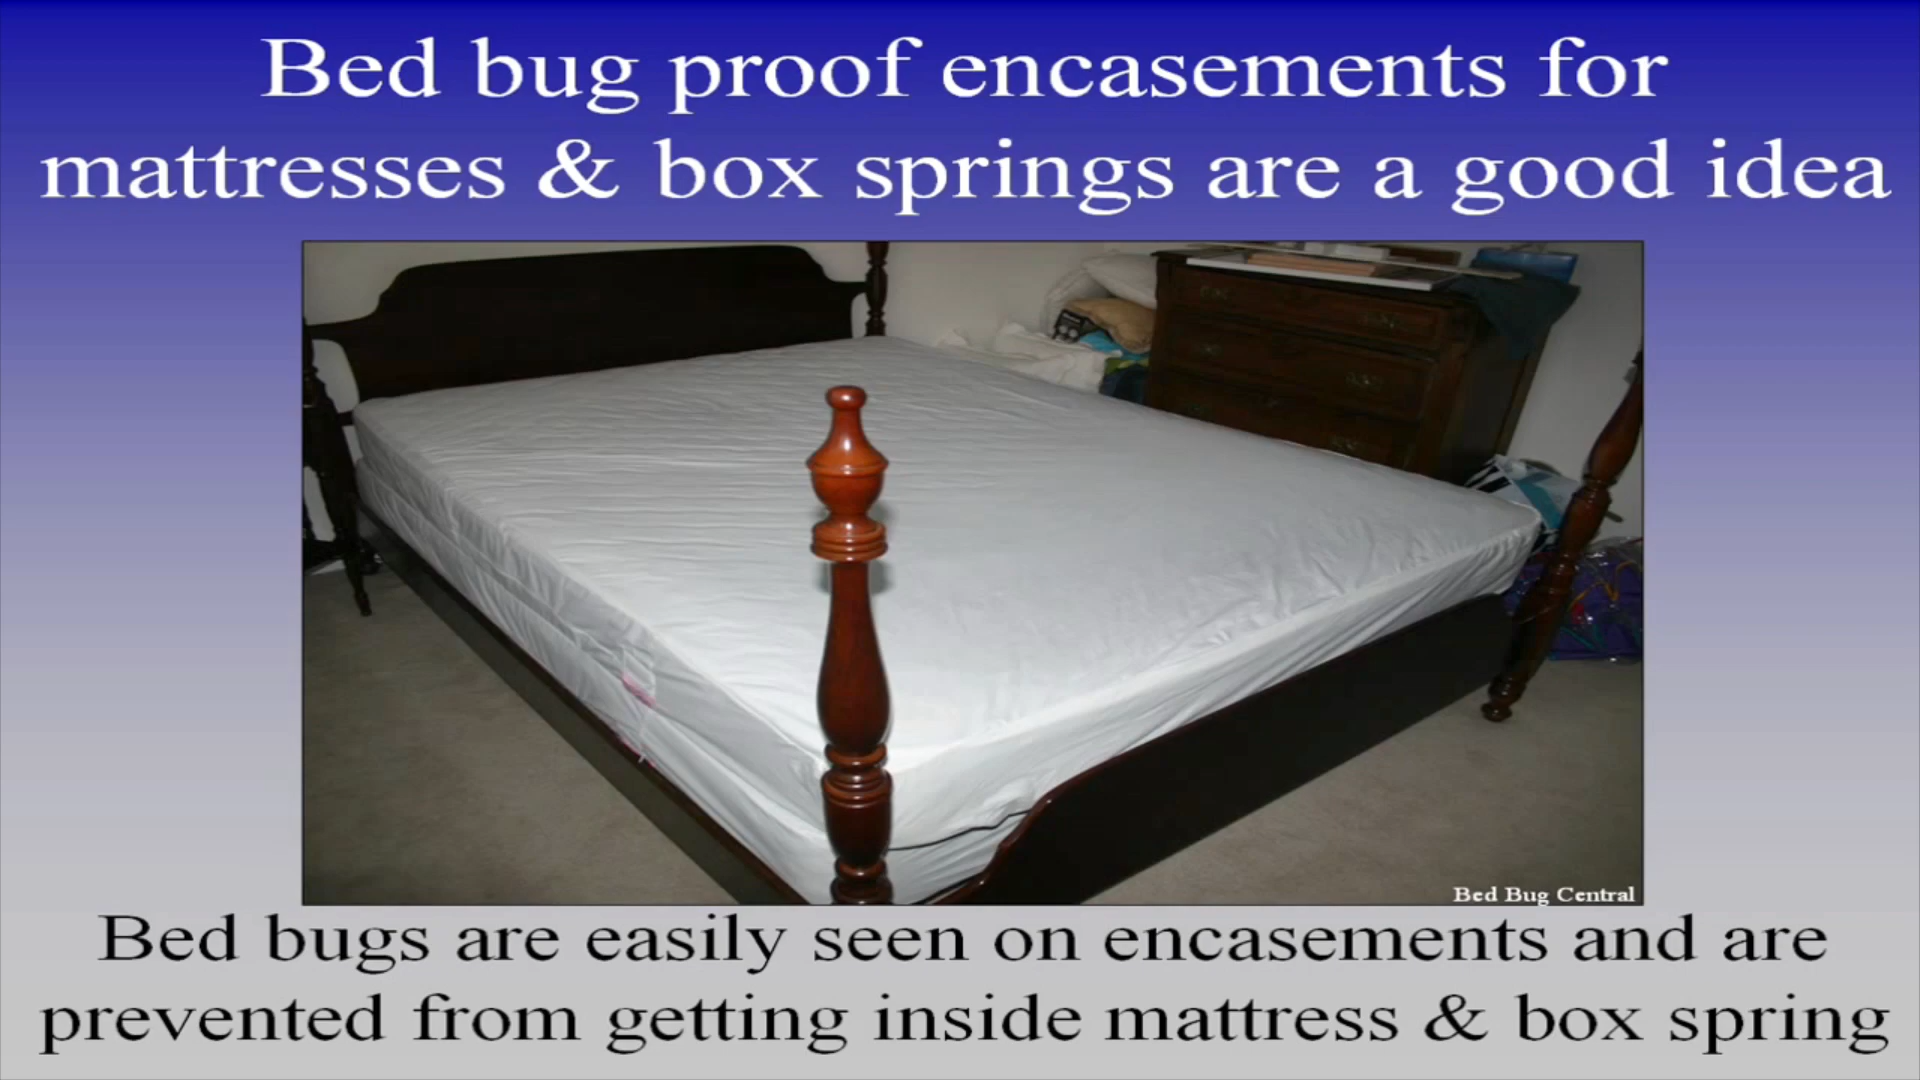 Bed bug proof encasements for
mattresses & box springs are a good idea
Bed Bug Central
Bed bugs are easily seen on encasements and are
prevented from getting inside mattress & box spring